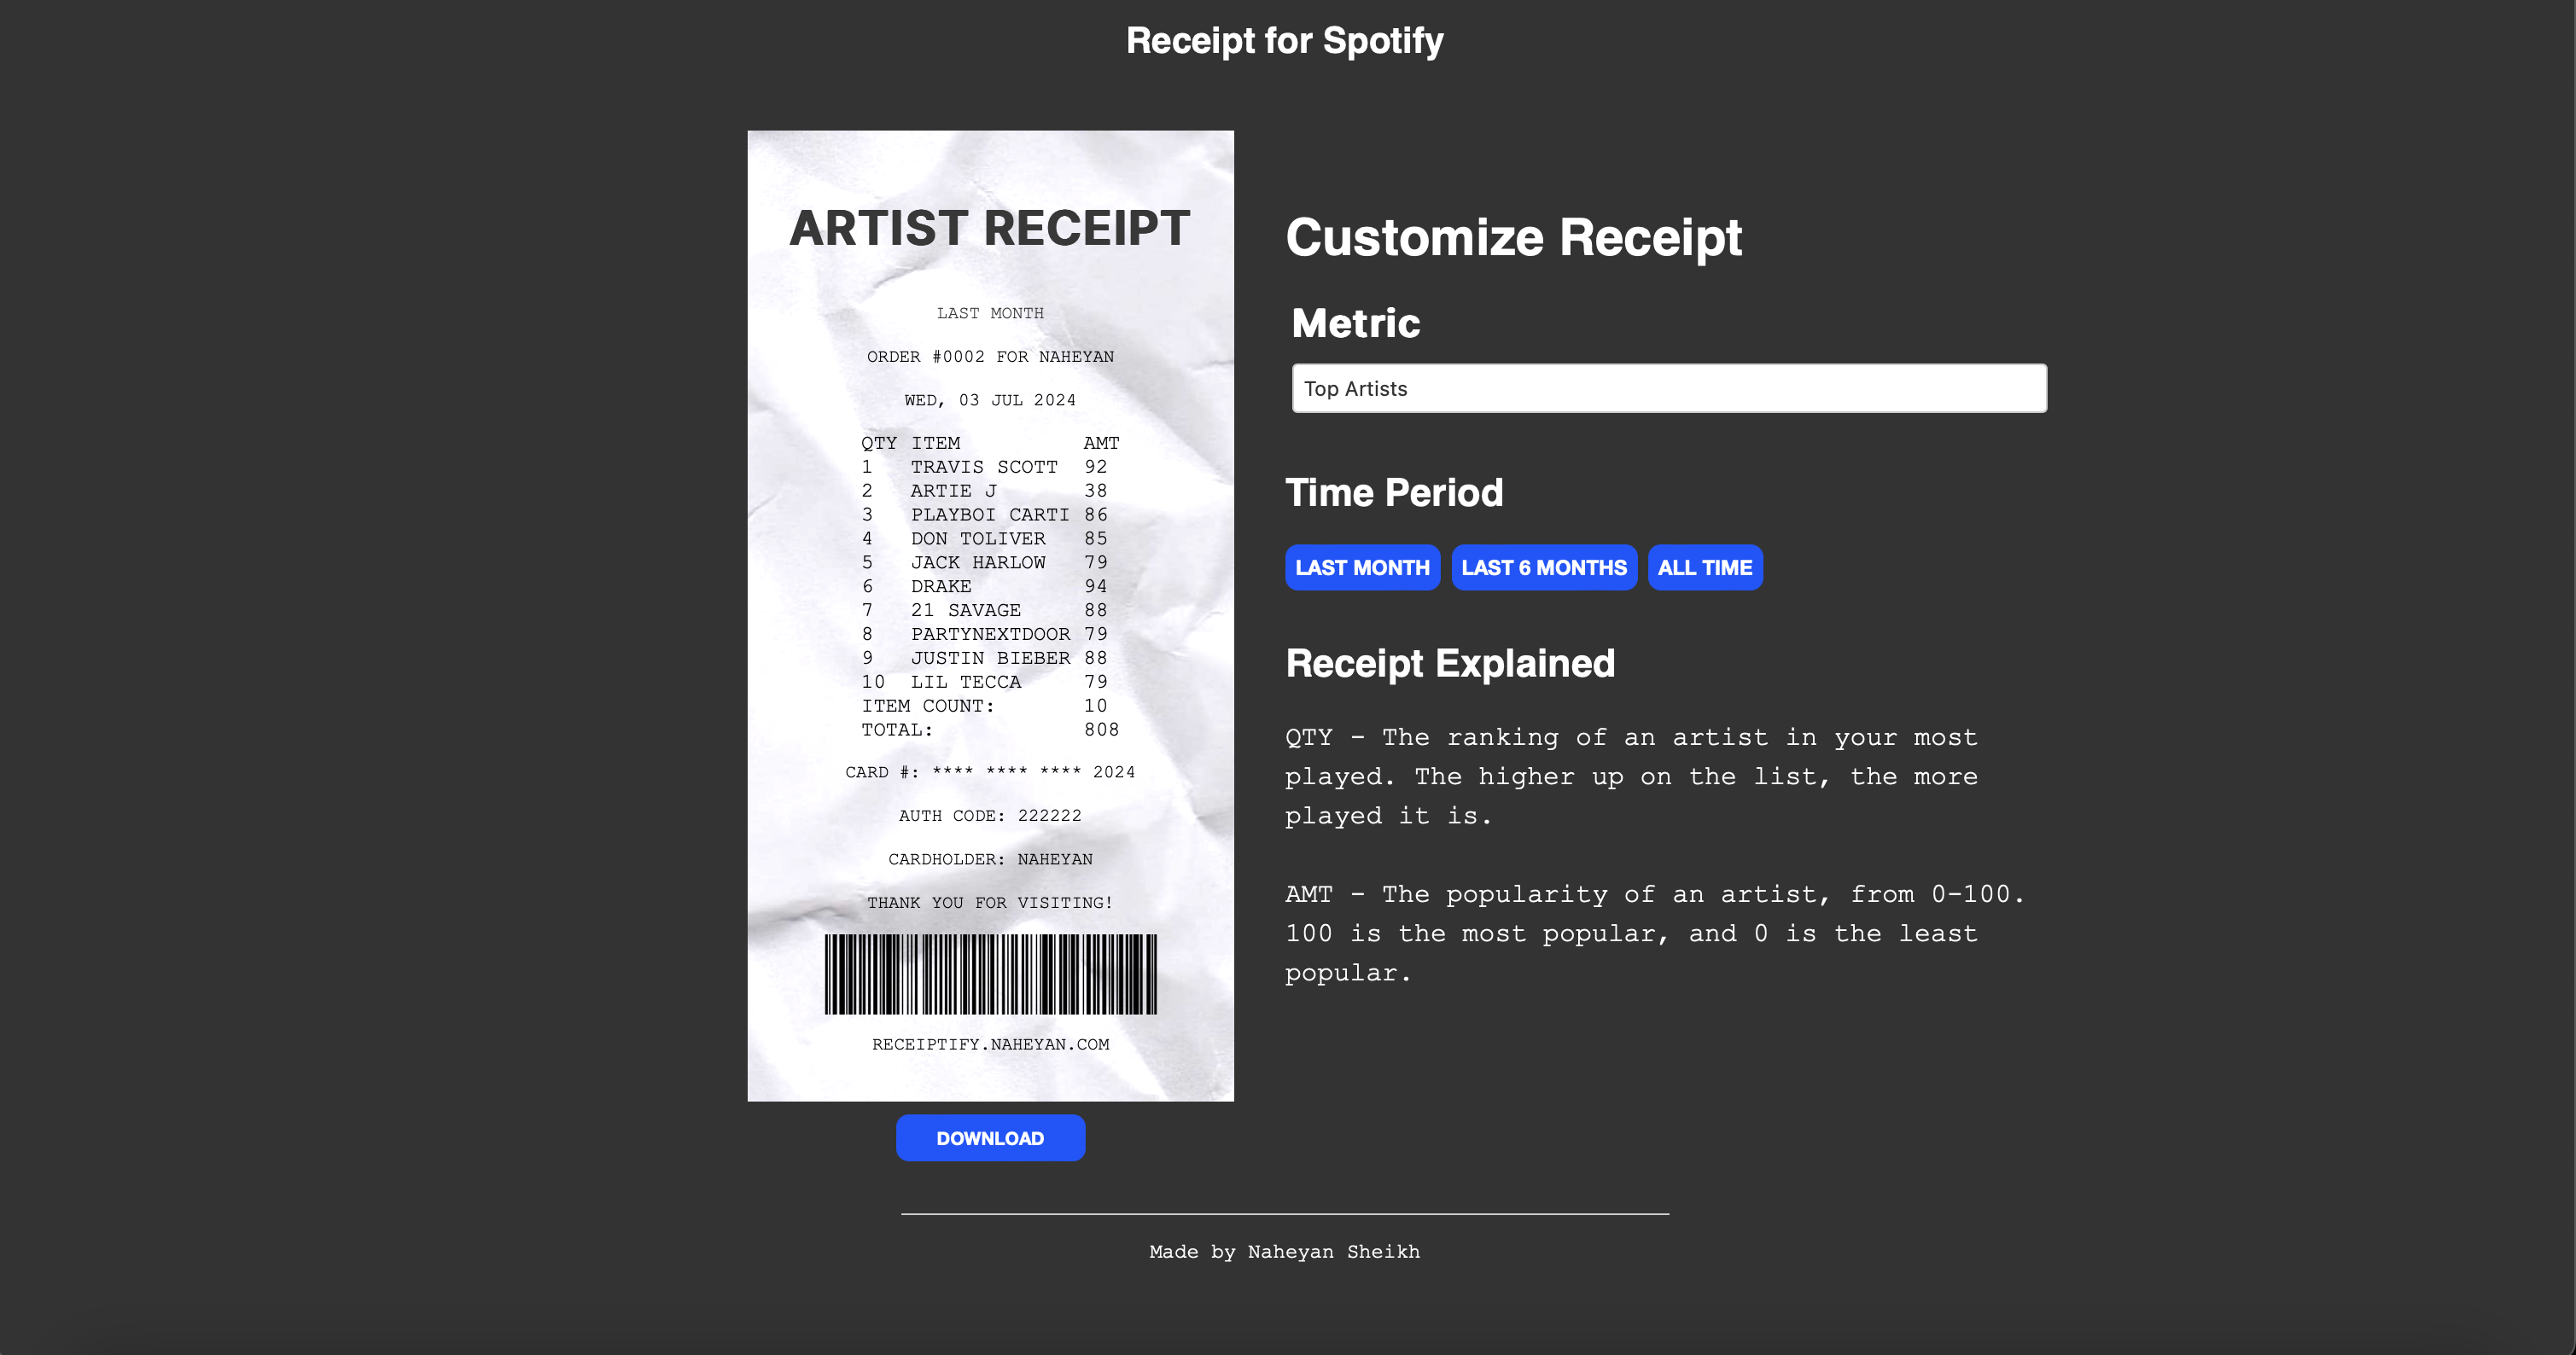 Receipt for Spotify
ARTIST RECEIPT
LAST MONTH
ORDER #0002 FOR NAHEYAN
WED, 03 JUL 2024
QTY ITEM AMT
1 TRAVIS SCOTT 92
2 ARTIE J 38
3 PLAYBOI CARTI 86
4 DON TOLIVER 85
5 JACK HARLOW 79
6 DRAKE 94
7 21 SAVAGE 88
8 PARTYNEXTDOOR 79
9 JUSTIN BIEBER 88
10 LIL TECCA 79
ITEM COUNT: 10
TOTAL: 808
CARD #: **** **** **** 2024
AUTH CODE: 222222
CARDHOLDER: NAHEYAN
THANK YOU FOR VISITING!
RECEIPTIFY.NAHEYAN.COM
DOWNLOAD
Customize Receipt
Metric
Top Artists
Time Period
LAST MONTH LAST 6 MONTHS ALL TIME
Receipt Explained
QTY - The ranking of an artist in your most
played. The higher up on the list, the more
played it is.
AMT - The popularity of an artist, from 0-100.
100 is the most popular, and 0 is the least
popular.
Made by Naheyan Sheikh